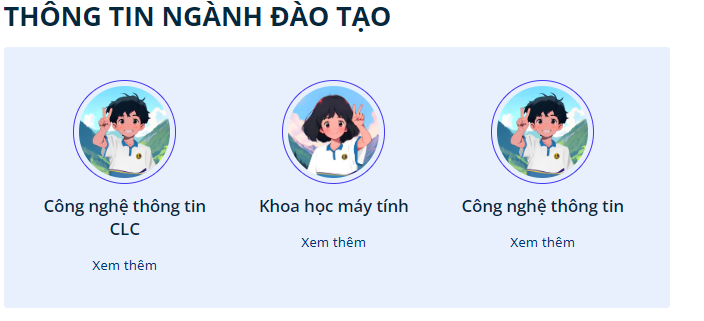 THÔNG TIN NGÀNH ĐÀO TẠO
Công nghệ thông tin
CLC
Xem thêm
Khoa học máy tính
Xem thêm
Công nghệ thông tin
Xem thêm